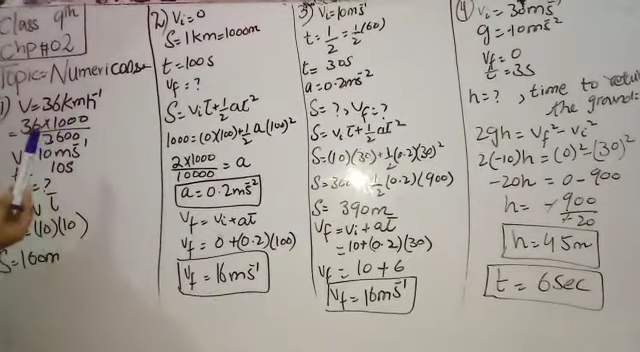 Class 9th
Chp#02
Topic= Numericals
1) V=36kmh⁻¹
=36×1000
3600
V=10ms⁻¹
10s
=?
=(10)(10)
S=100m
2) Vi=0
S=1km=1000m
t=100s
Vf=?
S=Vit+1/2at²
1000=(0×100)+1/2a(100)²
2×1000/10000=a
a=0.2ms⁻²
Vf=Vi+at
Vf=0+(0.2)(100)
Vf=16ms⁻¹
3) Vi=10ms⁻¹
t=1/2=1/2(60)
t=30s
a=0.2ms⁻²
S=?, Vf=?
S=Vit+1/2at²
S=(10)(30)+1/2(0.2)(30)²
S=300+1/2(0.2)(900)
S=390m
Vf=Vi+at
=10+(0.2)(30)
Vf=10+6
Vf=16ms⁻¹
4) Vi=30ms⁻¹
g=-10ms⁻²
Vf=0
t=3s
h=?, time to return
the ground=
2gh=Vf²-Vi²
2(-10)h=(0)²-(30)²
-20h=0-900
h=-900/-20
h=45m
t=6sec